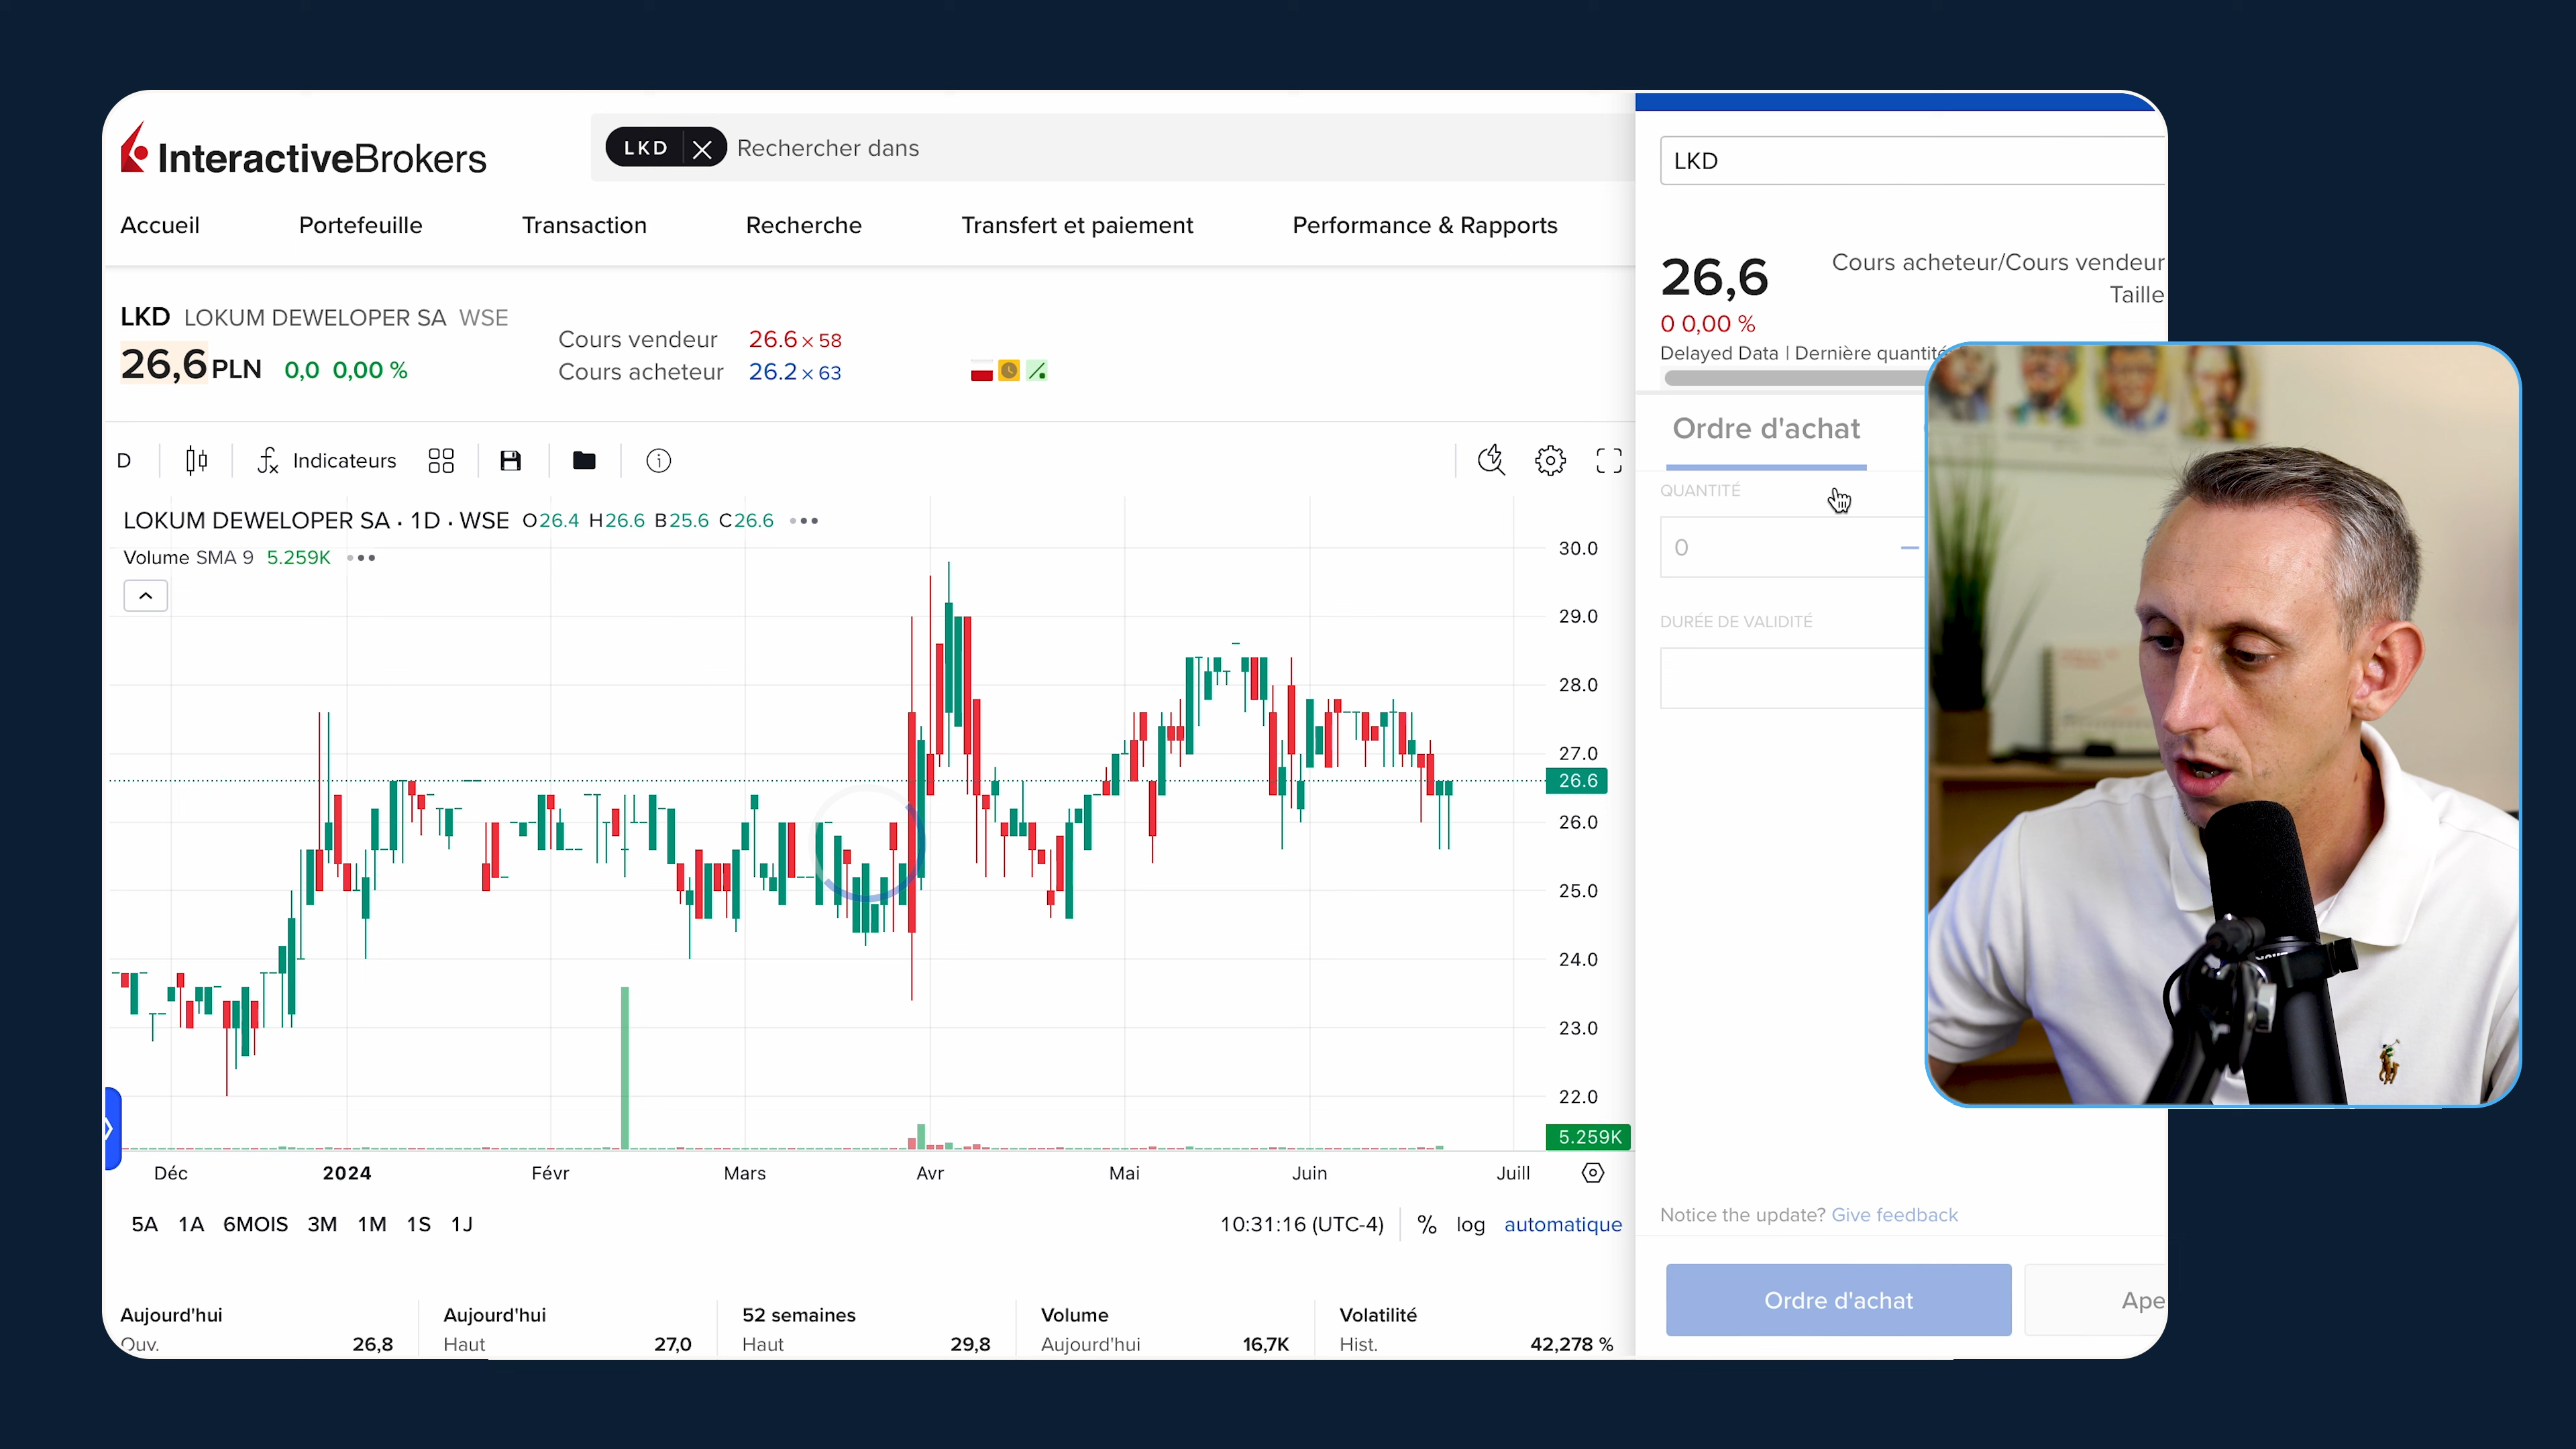 InteractiveBrokers
LKD
Rechercher dans
Accueil
Portefeuille
Transaction
Recherche
Transfert et paiement
Performance & Rapports
LKD LOKUM DEWELOPER SA WSE
26,6 PLN 0,0 0,00 %
Cours vendeur 26.6 × 58
Cours acheteur 26.2 × 63
D
Indicateurs
LOKUM DEWELOPER SA · 1D · WSE O26.4 H26.6 B25.6 C26.6
Volume SMA 9 5.259K
30.0
29.0
28.0
27.0
26.6
26.0
25.0
24.0
23.0
22.0
5.259K
Déc 2024 Févr Mars Avr Mai Juin Juill
5A 1A 6MOIS 3M 1M 1S 1J
10:31:16 (UTC-4) % log automatique
Aujourd'hui
Ouv. 26,8
Aujourd'hui
Haut 27,0
52 semaines
Haut 29,8
Volume
Aujourd'hui 16,7K
Volatilité
Hist. 42,278 %
LKD
26,6
Cours acheteur/Cours vendeur
Taille
0 0,00 %
Delayed Data | Dernière quantité
Ordre d'achat
QUANTITÉ
0
DURÉE DE VALIDITÉ
Notice the update? Give feedback
Ordre d'achat
Ape